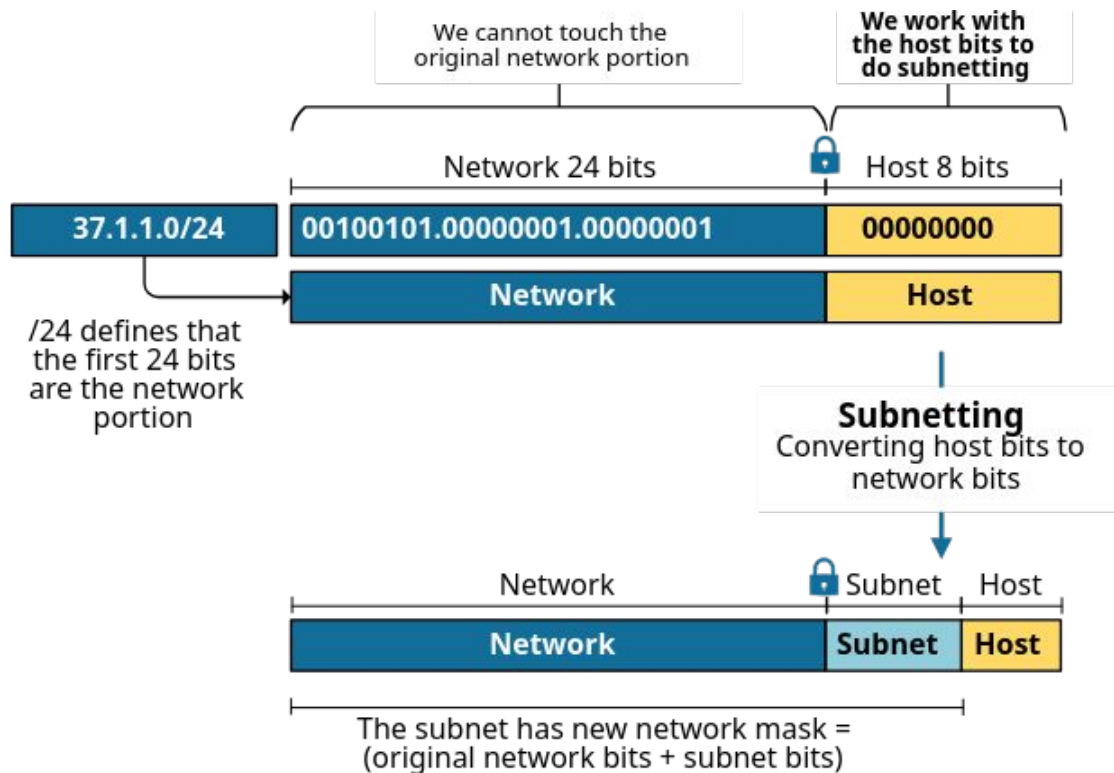 We cannot touch the
original network portion
We work with
the host bits to
do subnetting
Network 24 bits
Host 8 bits
37.1.1.0/24
00100101.00000001.00000001
00000000
Network
Host
/24 defines that
the first 24 bits
are the network
portion
Subnetting
Converting host bits to
network bits
Network
Subnet
Host
Network
Subnet
Host
The subnet has new network mask =
(original network bits + subnet bits)